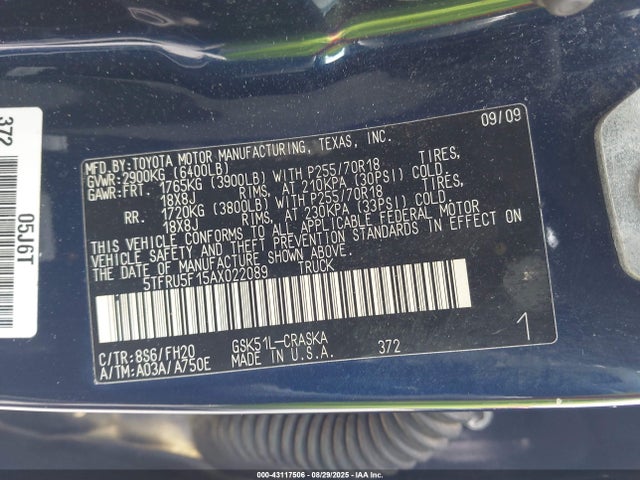 MFD.BY:TOYOTA MOTOR MANUFACTURING, TEXAS, INC. 09/09
GVWR:2900KG (6400LB)
GAWR:FRT. 1765KG (3900LB) WITH P255/70R18 TIRES,
18X8J RIMS, AT 210KPA (30PSI) COLD.
RR. 1720KG (3800LB) WITH P255/70R18 TIRES,
18X8J RIMS, AT 230KPA (33PSI) COLD.
THIS VEHICLE CONFORMS TO ALL APPLICABLE FEDERAL MOTOR
VEHICLE SAFETY AND THEFT PREVENTION STANDARDS IN EFFECT ON
THE DATE OF MANUFACTURE SHOWN ABOVE.
5TFRU5F15AX022089 TRUCK
C/TR:8S6/FH20 GSK51L-CRASKA 372 1
A/TM:A03A/A750E MADE IN U.S.A.
372
05J6T
000-43117506 - 08/29/2025 - IAA Inc.